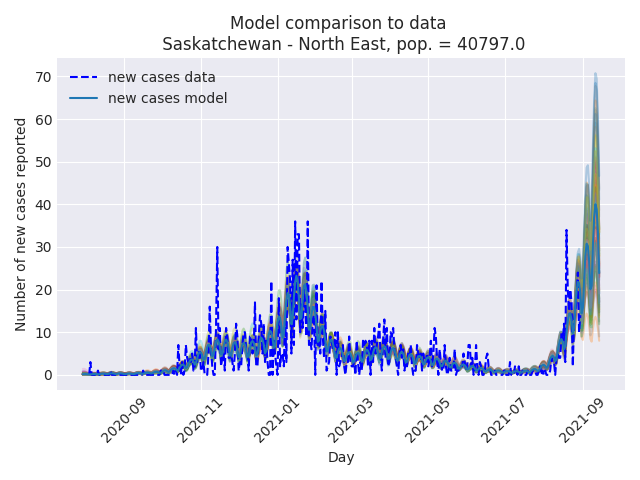 Model comparison to data
Saskatchewan - North East, pop. = 40797.0
new cases data
new cases model
Number of new cases reported
70
60
50
40
30
20
10
0
2020-09
2020-11
2021-01
2021-03
2021-05
2021-07
2021-09
Day